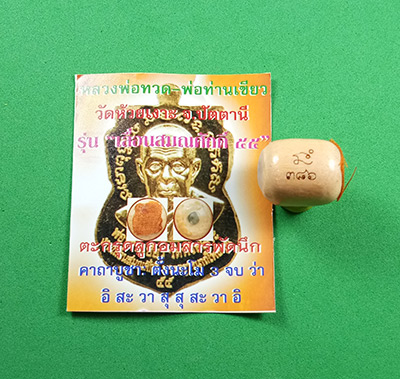 หลวงพ่อทวด-พ่อท่านเขียว
วัดห้วยเงาะ จ.ปัตตานี
รุ่น "เลื่อนสมณศักดิ์ ๕๕"
ตะกรุดลูกอมสารพัดนึก
คาถาบูชา: ตั้งนะโม 3 จบ ว่า
อิ สะ วา สุ สุ สะ วา อิ
๕๕
๓๘๖